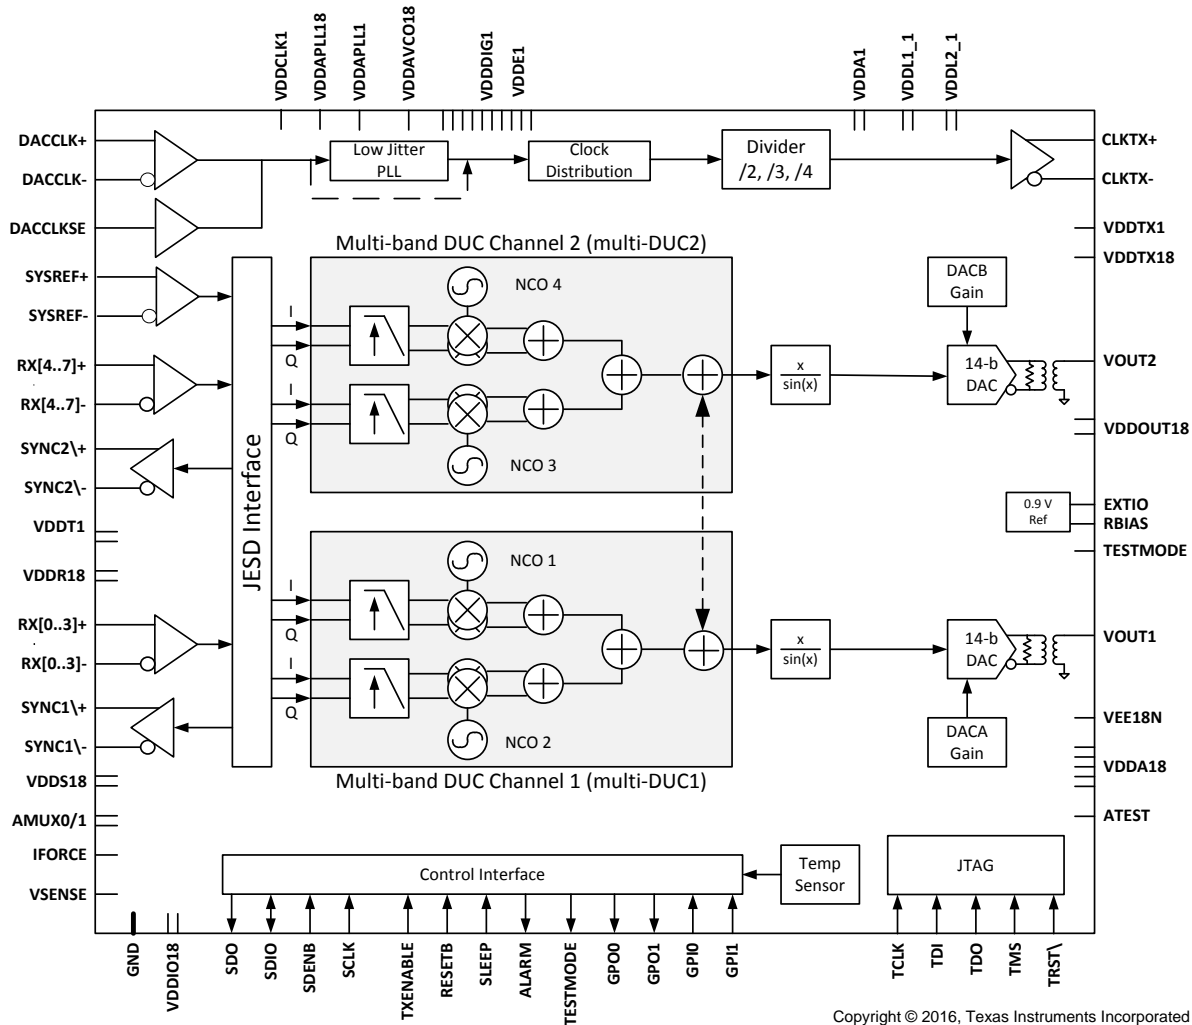 VDDCLK1
VDDAPLL18
VDDAPLL1
VDDAVCO18
VDDDIG1
VDDE1
VDDA1
VDDL1_1
VDDL2_1
DACCLK+
DACCLK-
DACCLKSE
SYSREF+
SYSREF-
RX[4..7]+
RX[4..7]-
SYNC2\+
SYNC2\-
VDDT1
VDDR18
RX[0..3]+
RX[0..3]-
SYNC1\+
SYNC1\-
VDDS18
AMUX0/1
IFORCE
VSENSE
Low Jitter
PLL
Clock
Distribution
Divider
/2, /3, /4
CLKTX+
CLKTX-
VDDTX1
VDDTX18
VOUT2
VDDOUT18
EXTIO
RBIAS
TESTMODE
VOUT1
VEE18N
VDDA18
ATEST
JESD Interface
Multi-band DUC Channel 2 (multi-DUC2)
I
Q
I
Q
NCO 4
NCO 3
x
sin(x)
DACB
Gain
14-b
DAC
0.9 V
Ref
I
Q
I
Q
NCO 1
NCO 2
Multi-band DUC Channel 1 (multi-DUC1)
x
sin(x)
14-b
DAC
DACA
Gain
Control Interface
Temp
Sensor
JTAG
GND
VDDIO18
SDO
SDIO
SDENB
SCLK
TXENABLE
RESETB
SLEEP
ALARM
TESTMODE
GPO0
GPO1
GPI0
GPI1
TCLK
TDI
TDO
TMS
TRST\
Copyright © 2016, Texas Instruments Incorporated